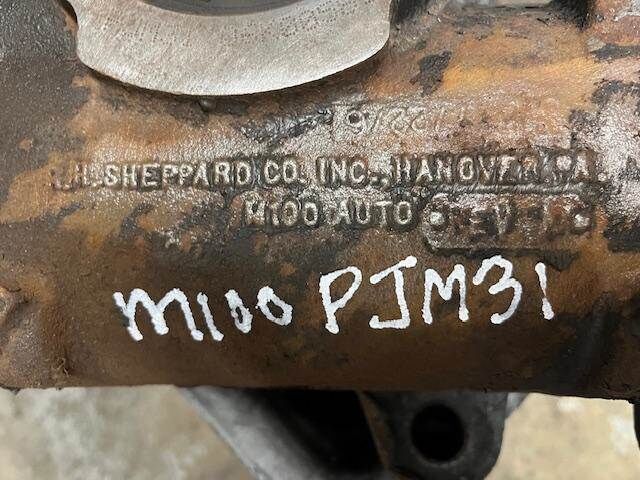 .H.SHEPPARD CO. INC., HANOVER, PA.
M100 AUTO
M100 PJM31